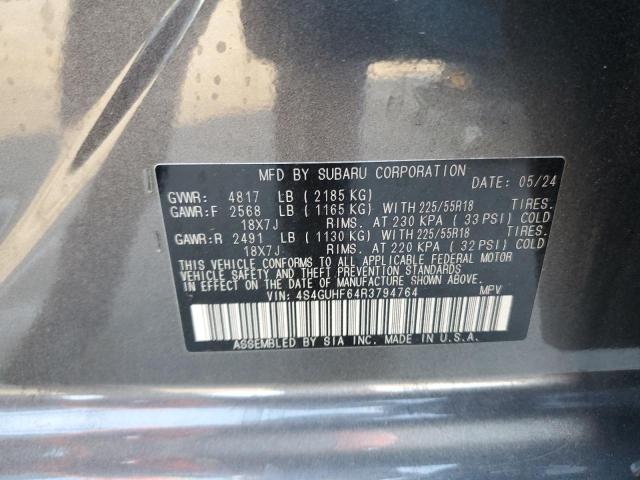 MFD BY SUBARU CORPORATION
DATE: 05/24
GVWR: 4817 LB ( 2185 KG)
GAWR:F 2568 LB ( 1165 KG) WITH 225/55R18 TIRES.
18X7J RIMS. AT 230 KPA ( 33 PSI) COLD
GAWR:R 2491 LB ( 1130 KG) WITH 225/55R18 TIRES.
18X7J RIMS. AT 220 KPA ( 32 PSI) COLD
THIS VEHICLE CONFORMS TO ALL APPLICABLE FEDERAL MOTOR
VEHICLE SAFETY AND BUMPER STANDARDS
IN EFFECT ON THE DATE OF MANUFACTURE SHOWN ABOVE.
VIN: 4S4GUHF64R3794764 MPV
ASSEMBLED BY SIA INC. MADE IN U.S.A.